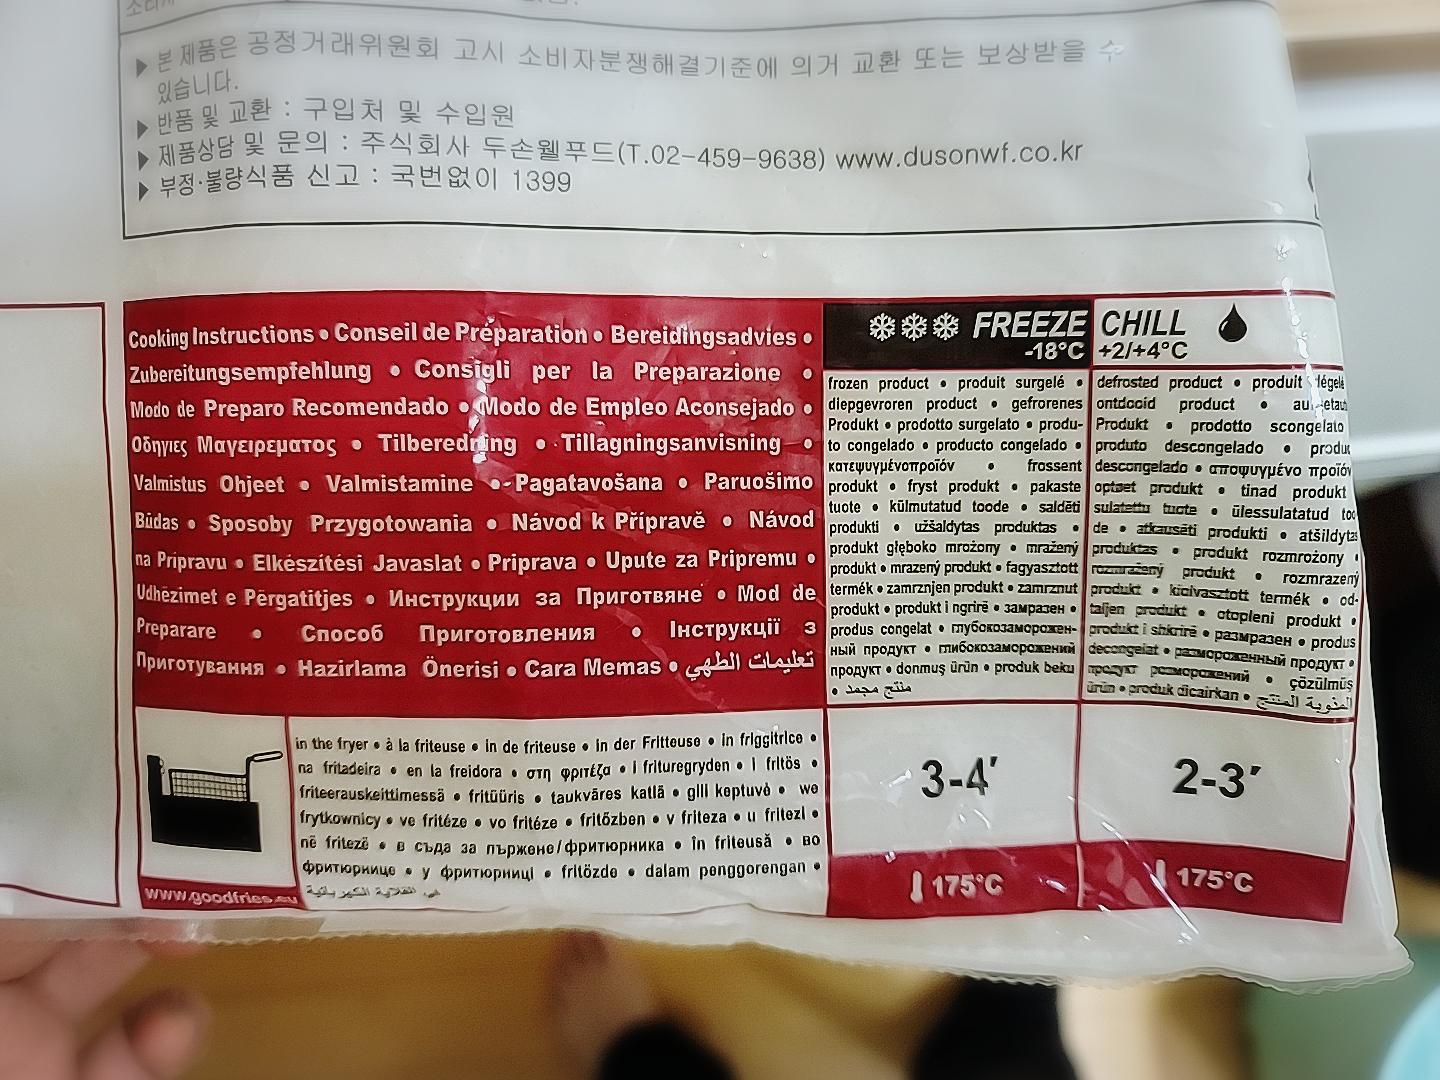 ▶ 본 제품은 공정거래위원회 고시 소비자분쟁해결기준에 의거 교환 또는 보상받을 수
있습니다.
▶ 반품 및 교환 : 구입처 및 수입원
▶ 제품상담 및 문의 : 주식회사 두손웰푸드(T.02-459-9638) www.dusonwf.co.kr
▶ 부정·불량식품 신고 : 국번없이 1399
Cooking Instructions • Conseil de Préparation • Bereidingsadvies •
Zubereitungsempfehlung • Consigli per la Preparazione •
Modo de Preparo Recomendado • Modo de Empleo Aconsejado •
Οδηγιες Μαγειρεματος • Tilberedning • Tillagningsanvisning •
Valmistus Ohjeet • Valmistamine • Pagatavošana • Paruošimo
Būdas • Sposoby Przygotowania • Návod k Přípravě • Návod
na Prípravu • Elkészítési Javaslat • Priprava • Upute za Pripremu •
Udhëzimet e Përgatitjes • Инструкции за Приготвяне • Mod de
Preparare • Способ Приготовления • Інструкції з
Приготування • Hazirlama Önerisi • Cara Memas • تعليمات الطهي
FREEZE
-18°C
frozen product • produit surgelé •
diepgevroren product • gefrorenes
Produkt • prodotto surgelato • produ-
to congelado • producto congelado •
κατεψυγμένοπροϊόν • frossent
produkt • fryst produkt • pakaste
tuote • külmutatud toode • saldēti
produkti • užšaldytas produktas •
produkt głęboko mrożony • mražený
produkt • mrazený produkt • fagyasztott
termék • zamrznjen produkt • zamrznut
produkt • produkt i ngrirë • замразен •
produs congelat • глубокозаморожен-
ный продукт • глибокозаморожений
продукт • donmuş ürün • produk beku
• منتج مجمد
CHILL
+2/+4°C
defrosted product • produit dégelé
ontdooid product •
Produkt • prodotto scongelato
produto descongelado •
descongelado • αποψυγμένο προϊόν
optøet produkt • tinad produkt
sulatettu tuote • ülessulatatud
de • atkausēti produkti • atšildytas
produktas • produkt rozmrożony •
rozmražený produkt • rozmrazený
produkt • kiolvasztott termék • od-
taljen produkt • otopleni produkt •
produkt i shkrirë • размразен • produs
decongelat • размороженный продукт •
продукт розморожений • çözülmüş
ürün • produk dicairkan • المنتج المذوبة
in the fryer • à la friteuse • in de friteuse • in der Fritteuse • in friggitrice •
na fritadeira • en la freidora • στη φριτέζα • i frituregryden • i fritös •
friteerauskeittimessä • fritüüris • taukvāres katlā • gili keptuvė • we
frytkownicy • ve fritéze • vo fritéze • fritőzben • v friteza • u fritezi •
në fritezë • в съда за пържене/фритюрника • în friteusă • во
фритюрнице • у фритюрниці • fritözde • dalam penggorengan •
في القلاية الكهربائية
www.goodfries.eu
3-4′
175°C
2-3′
175°C